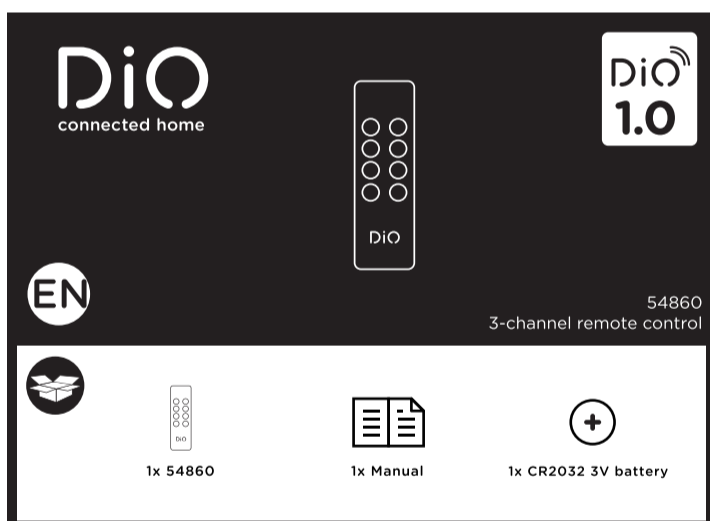 DiO
connected home
DiO
1.0
DiO
EN
54860
3-channel remote control
DiO
1x 54860
1x Manual
1x CR2032 3V battery